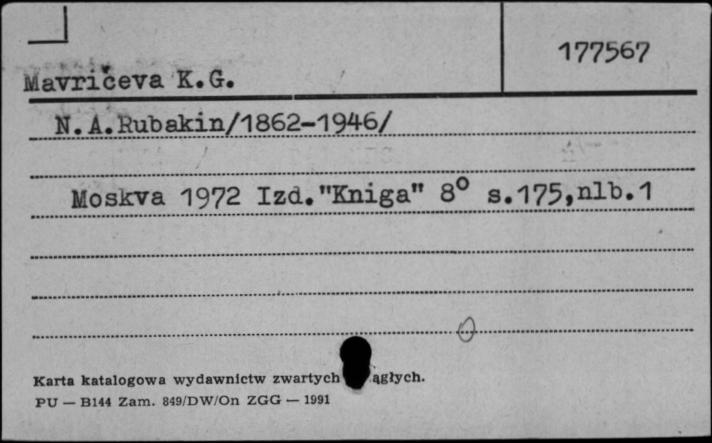 177567
Mavričeva K.G.
N.A.Rubakin/1862-1946/
Moskva 1972 Izd."Kniga" 8° s.175,nlb.1
Karta katalogowa wydawnictw zwartych ągłych.
PU — B144 Zam. 849/DW/On ZGG — 1991